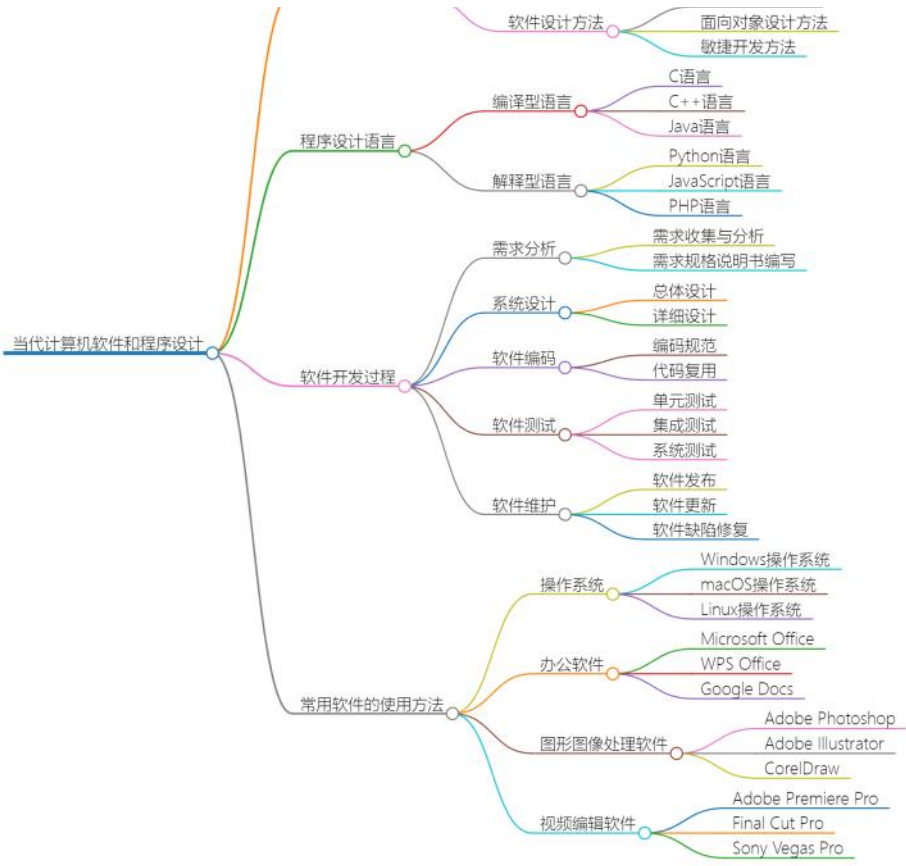 软件设计方法
面向对象设计方法
敏捷开发方法
程序设计语言
编译型语言
C语言
C++语言
Java语言
解释型语言
Python语言
JavaScript语言
PHP语言
当代计算机软件和程序设计
软件开发过程
需求分析
需求收集与分析
需求规格说明书编写
系统设计
总体设计
详细设计
软件编码
编码规范
代码复用
软件测试
单元测试
集成测试
系统测试
软件维护
软件发布
软件更新
软件缺陷修复
常用软件的使用方法
操作系统
Windows操作系统
macOS操作系统
Linux操作系统
办公软件
Microsoft Office
WPS Office
Google Docs
图形图像处理软件
Adobe Photoshop
Adobe Illustrator
CorelDraw
视频编辑软件
Adobe Premiere Pro
Final Cut Pro
Sony Vegas Pro